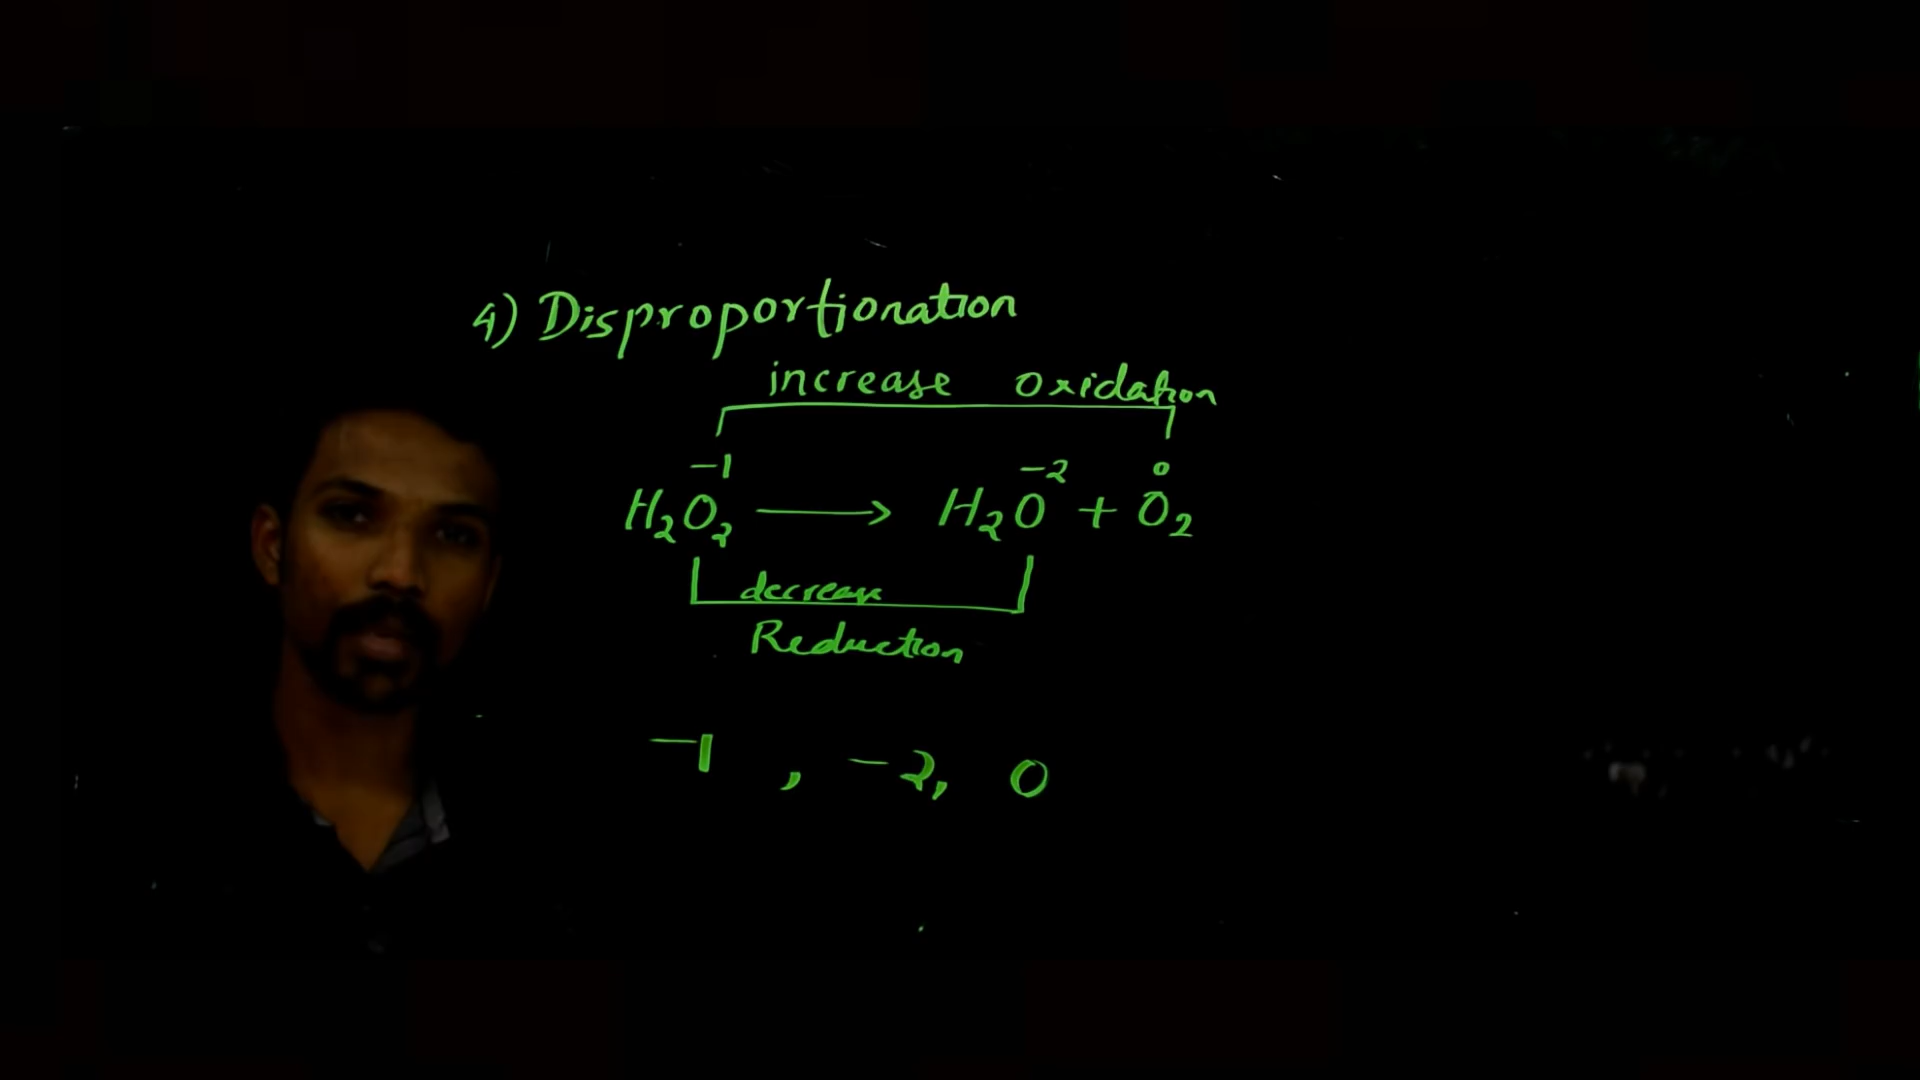 4) Disproportionation
increase oxidation
-1 -2 0
H₂O₂ ⟶ H₂O + O₂
decrease
Reduction
-1 , -2, 0